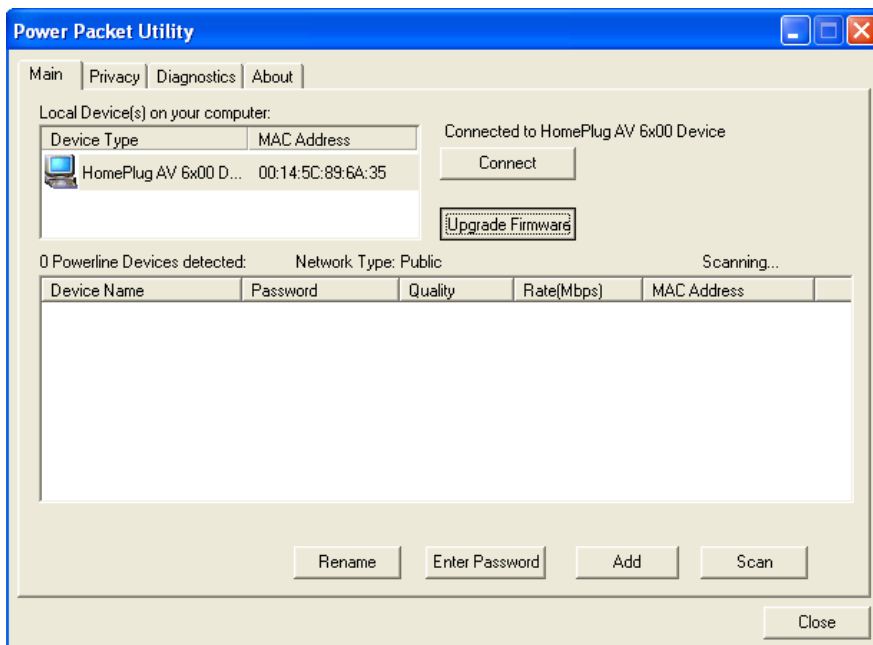 Power Packet Utility
Main Privacy Diagnostics About
Local Device(s) on your computer:
Device Type MAC Address
HomePlug AV 6x00 D... 00:14:5C:89:6A:35
Connected to HomePlug AV 6x00 Device
Connect
Upgrade Firmware
0 Powerline Devices detected: Network Type: Public Scanning...
Device Name Password Quality Rate(Mbps) MAC Address
Rename Enter Password Add Scan
Close